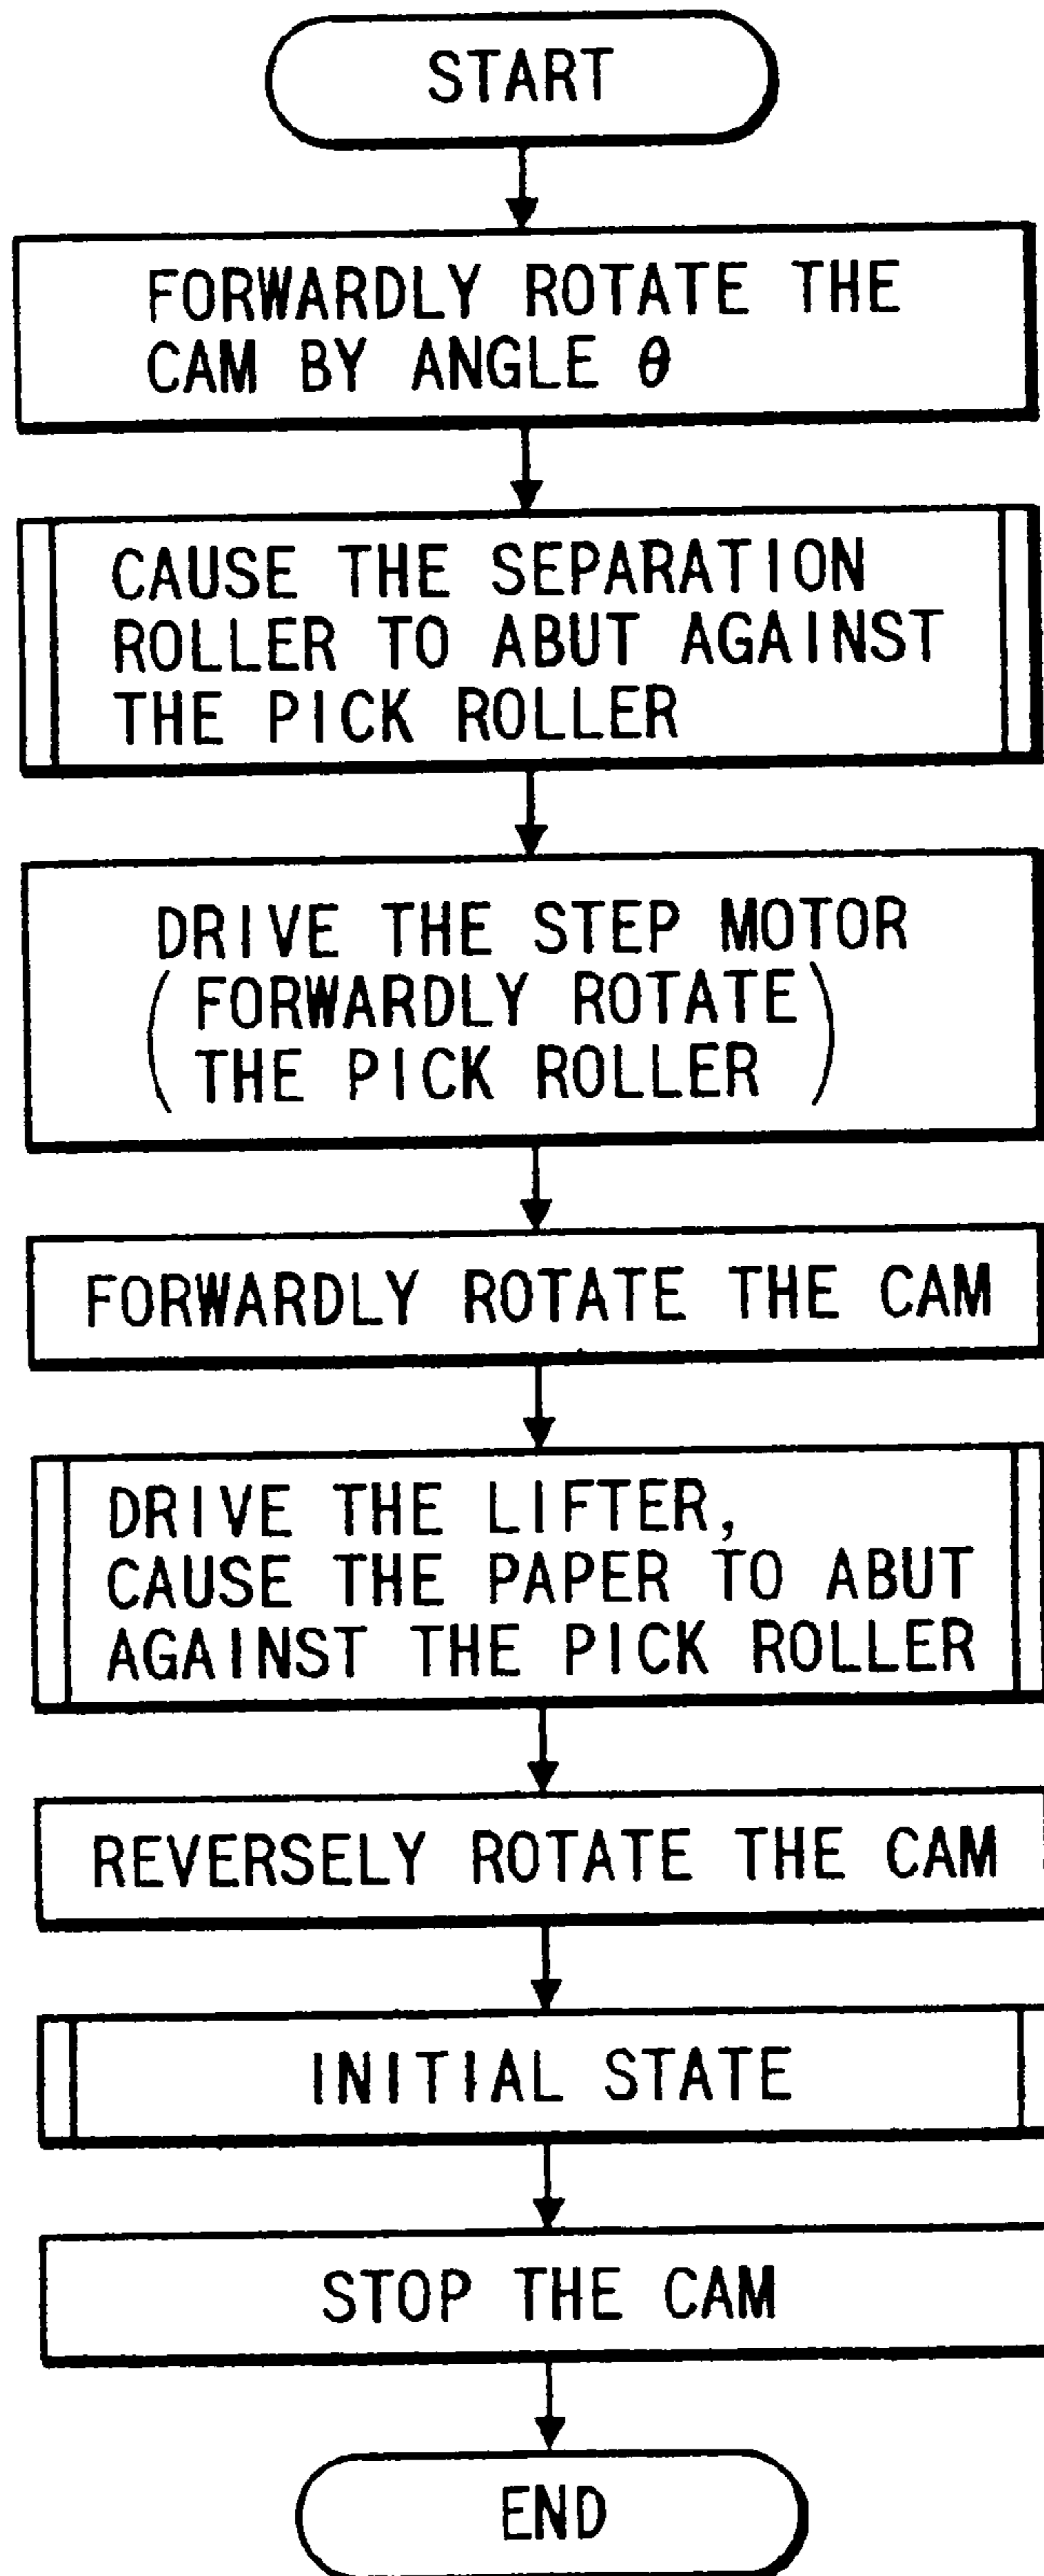 START
FORWARDLY ROTATE THE
CAM BY ANGLE θ
CAUSE THE SEPARATION
ROLLER TO ABUT AGAINST
THE PICK ROLLER
DRIVE THE STEP MOTOR
( FORWARDLY ROTATE
THE PICK ROLLER )
FORWARDLY ROTATE THE CAM
DRIVE THE LIFTER,
CAUSE THE PAPER TO ABUT
AGAINST THE PICK ROLLER
REVERSELY ROTATE THE CAM
INITIAL STATE
STOP THE CAM
END